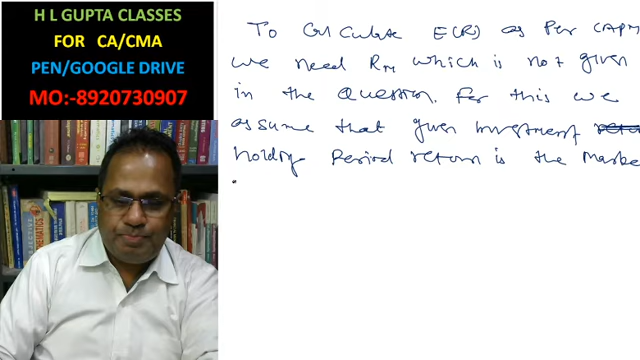 H L GUPTA CLASSES
FOR CA/CMA
PEN/GOOGLE DRIVE
MO:-8920730907
To Calculate E(R) as Per CAPM
we need RM which is not given
in the Question. For this we
assume that given investment
holding Period return is the Marke